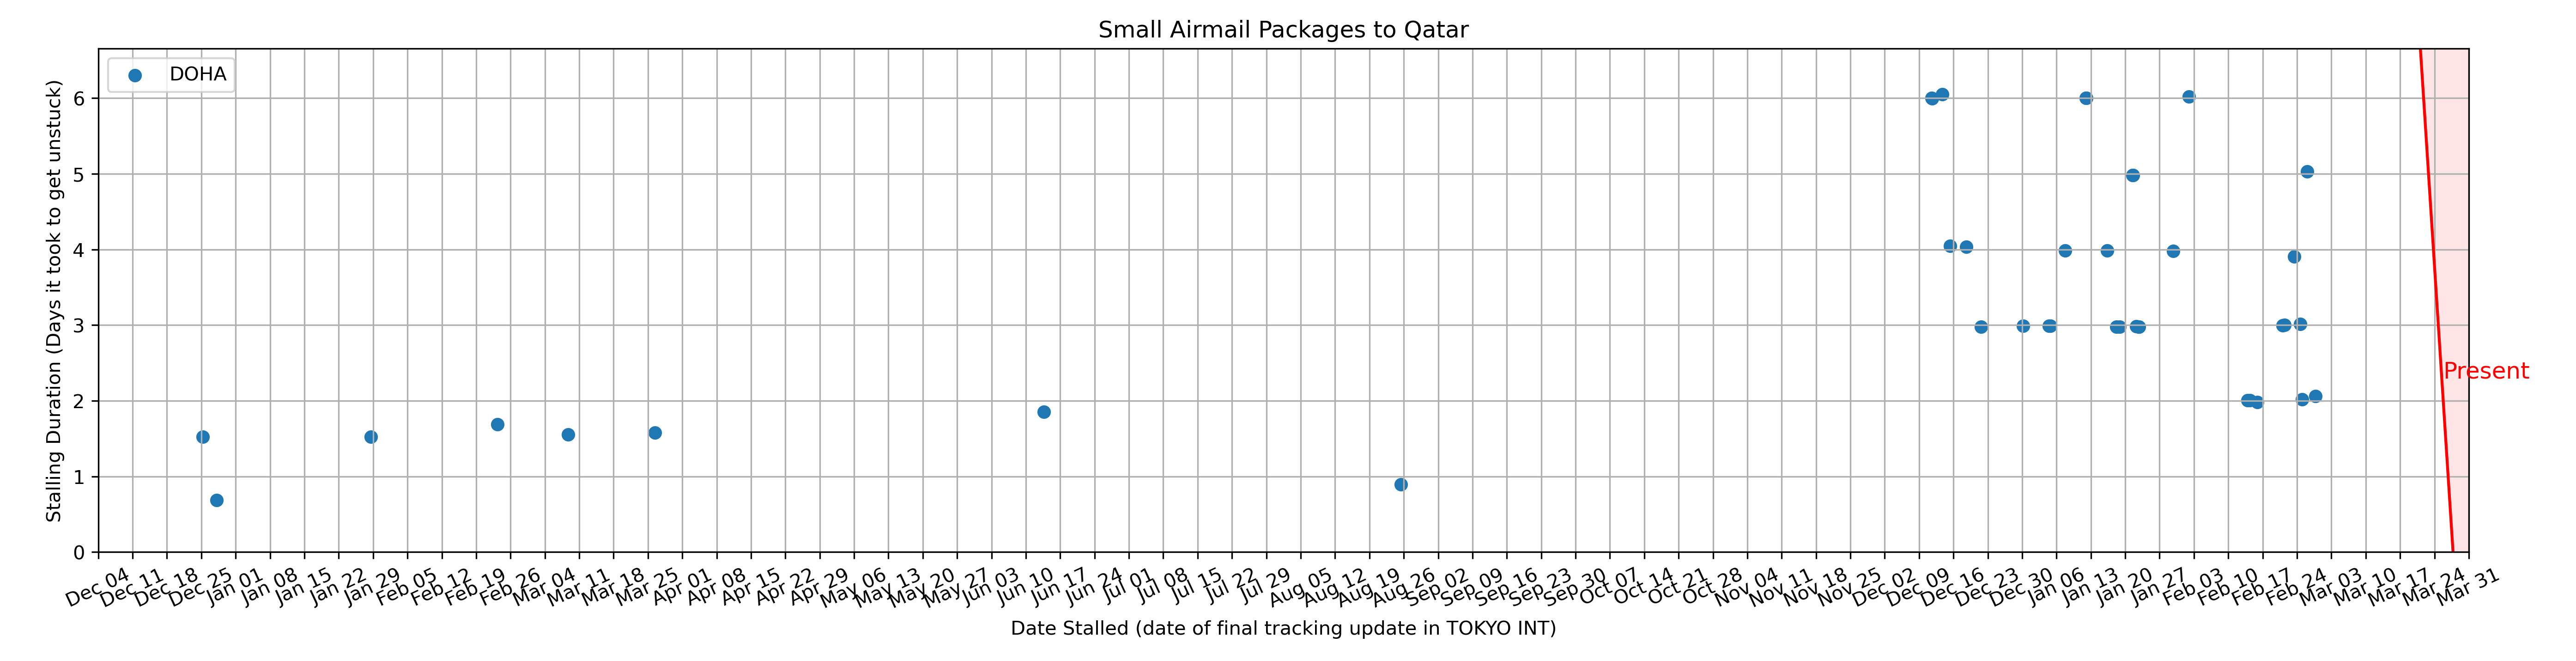 Small Airmail Packages to Qatar
DOHA
Stalling Duration (Days it took to get unstuck)
6
5
4
3
2
1
0
Present
Dec 04
Dec 11
Dec 18
Dec 25
Jan 01
Jan 08
Jan 15
Jan 22
Jan 29
Feb 05
Feb 12
Feb 19
Feb 26
Mar 04
Mar 11
Mar 18
Mar 25
Apr 01
Apr 08
Apr 15
Apr 22
Apr 29
May 06
May 13
May 20
May 27
Jun 03
Jun 10
Jun 17
Jun 24
Jul 01
Jul 08
Jul 15
Jul 22
Jul 29
Aug 05
Aug 12
Aug 19
Aug 26
Sep 02
Sep 09
Sep 16
Sep 23
Sep 30
Oct 07
Oct 14
Oct 21
Oct 28
Nov 04
Nov 11
Nov 18
Nov 25
Dec 02
Dec 09
Dec 16
Dec 23
Dec 30
Jan 06
Jan 13
Jan 20
Jan 27
Feb 03
Feb 10
Feb 17
Feb 24
Mar 03
Mar 10
Mar 17
Mar 24
Mar 31
Date Stalled (date of final tracking update in TOKYO INT)